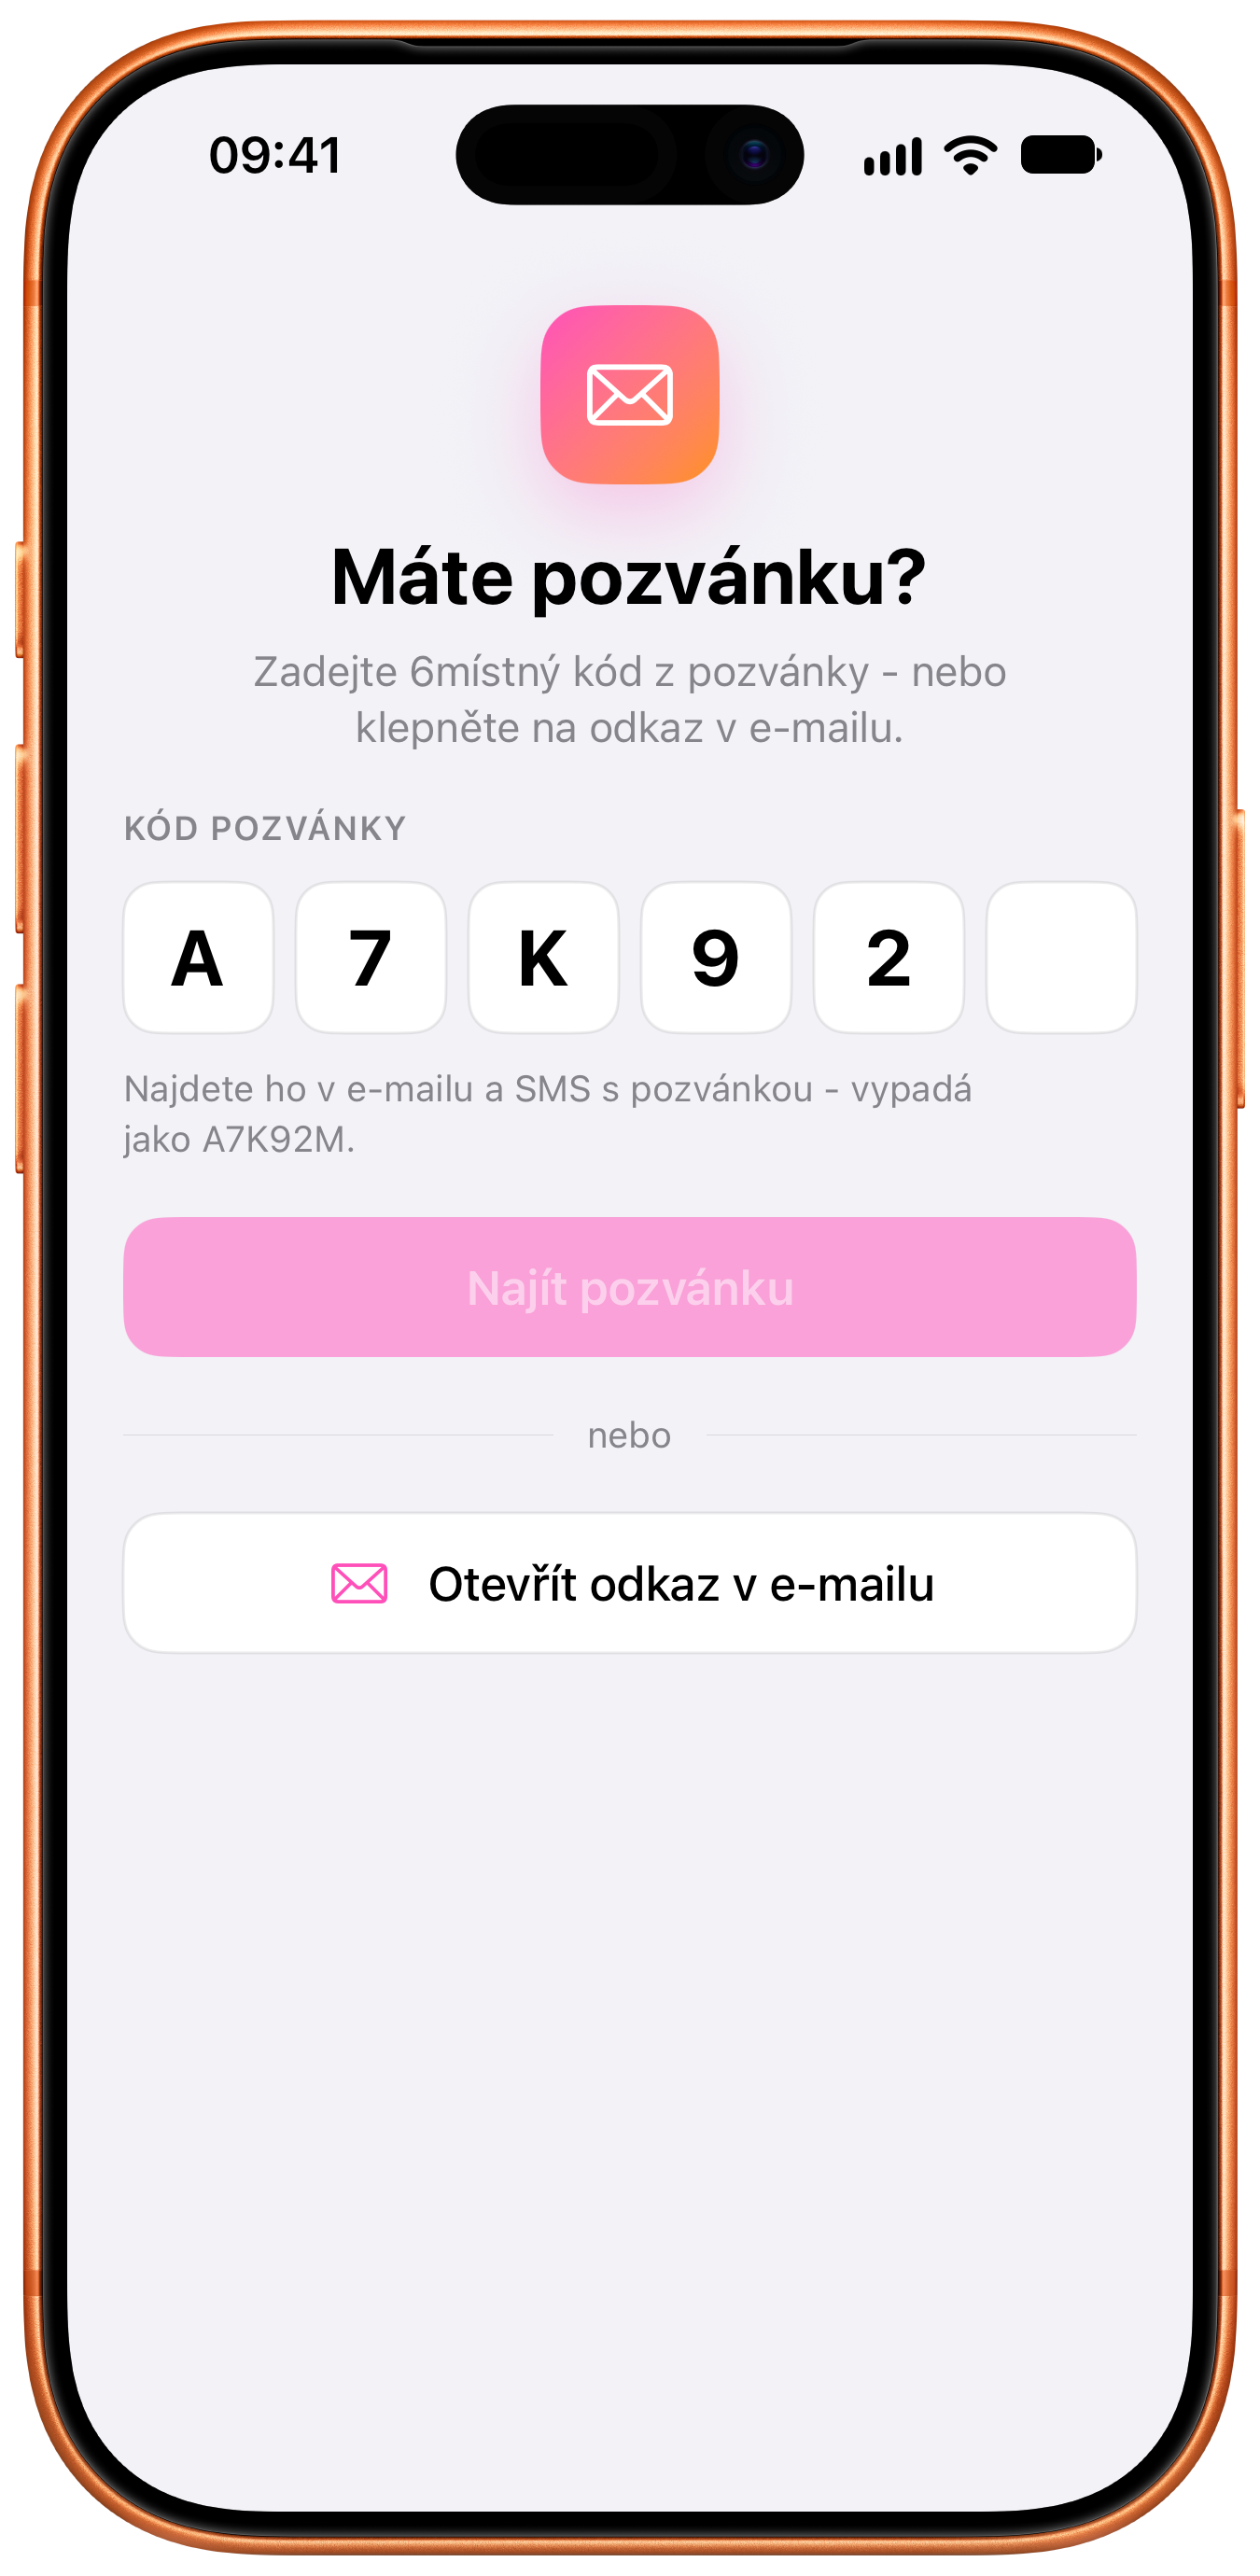 09:41
Máte pozvánku?
Zadejte 6místný kód z pozvánky - nebo
klepněte na odkaz v e-mailu.
KÓD POZVÁNKY
A 7 K 9 2
Najdete ho v e-mailu a SMS s pozvánkou - vypadá
jako A7K92M.
Najít pozvánku
nebo
Otevřít odkaz v e-mailu